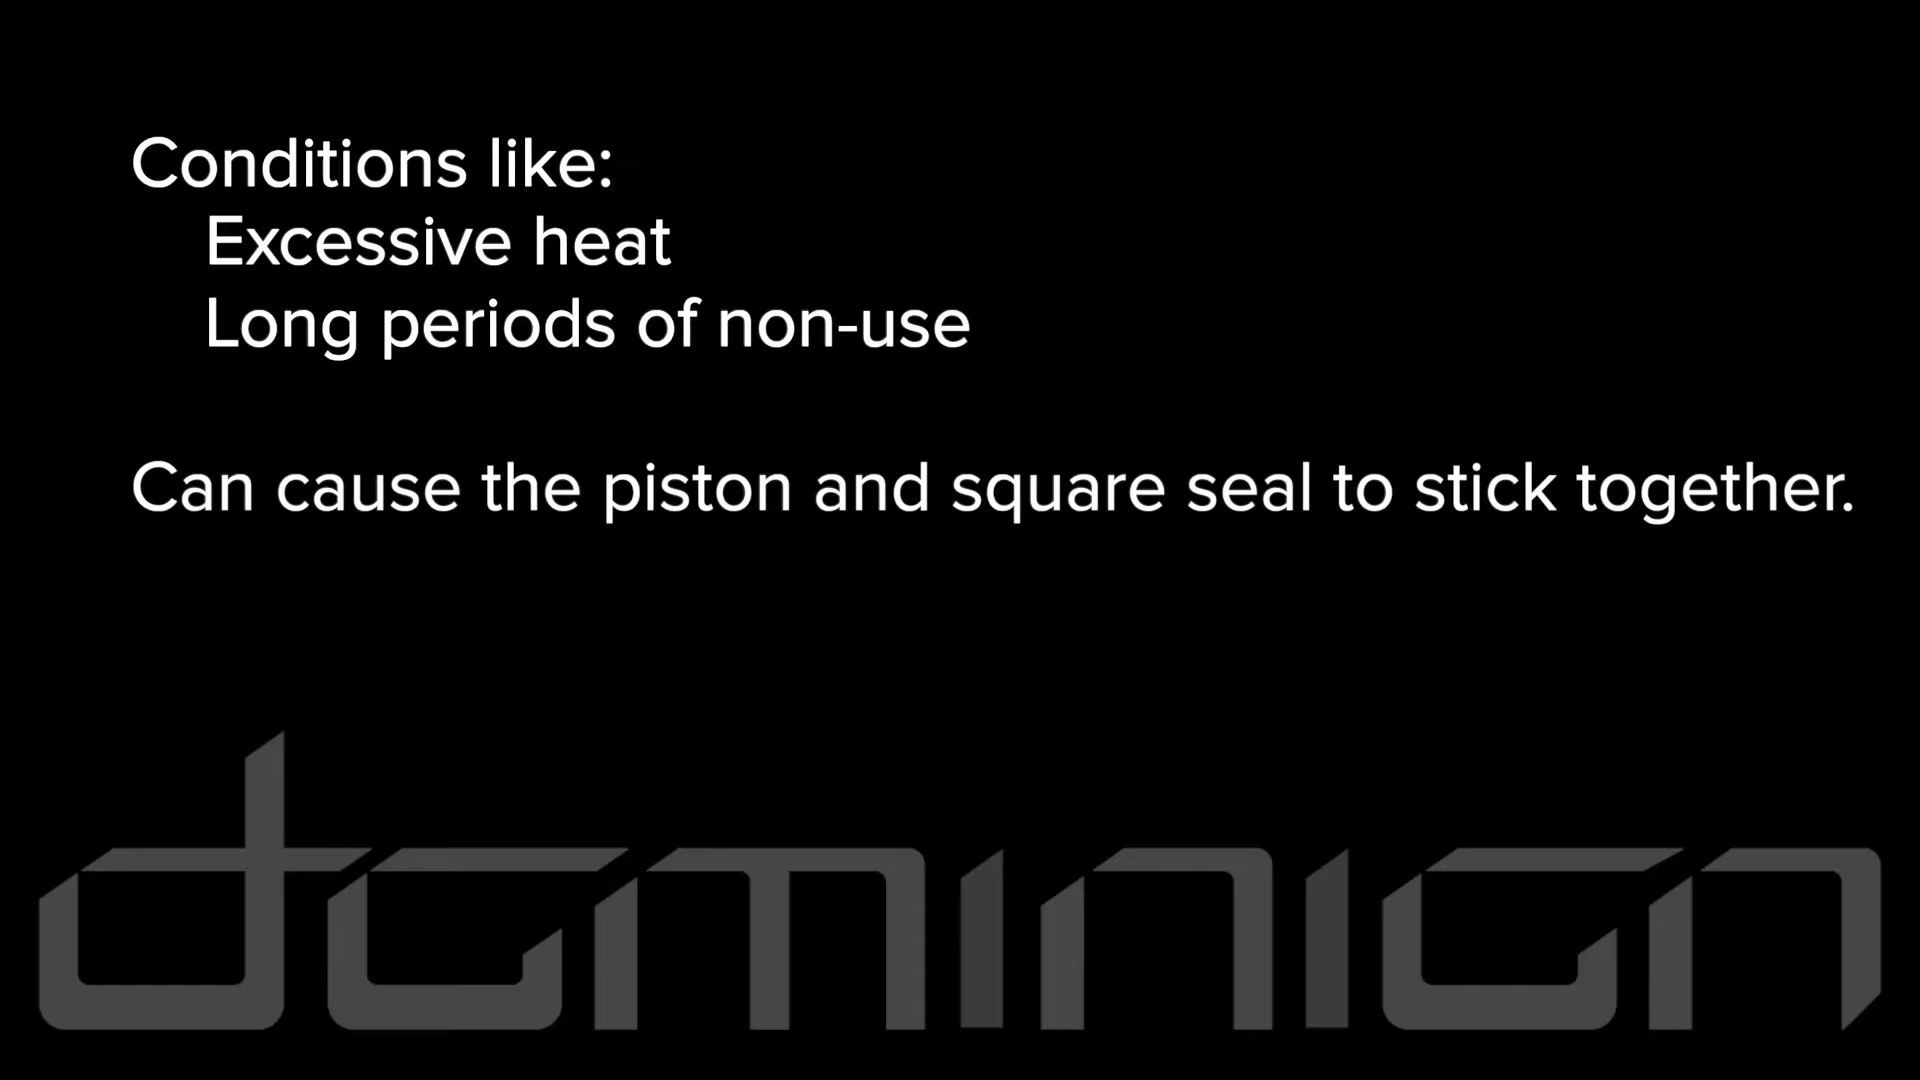 Conditions like:
Excessive heat
Long periods of non-use
Can cause the piston and square seal to stick together.
dominion